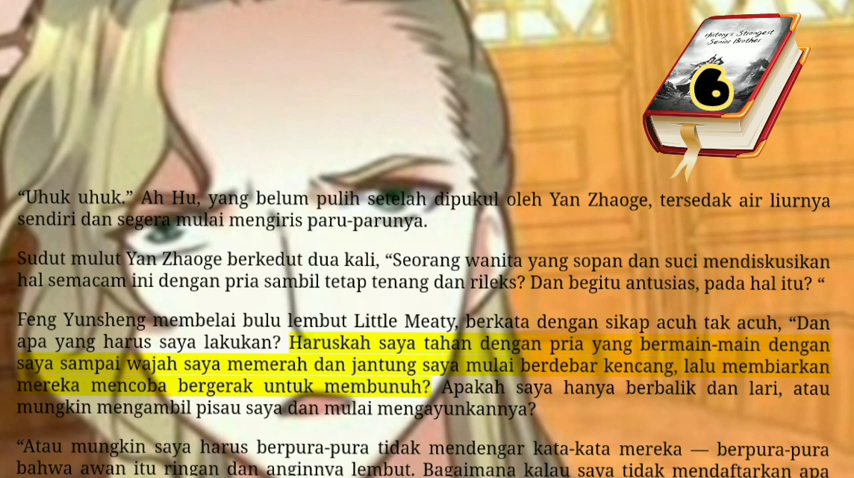 History's Strongest
Senior Brother
6
“Uhuk uhuk.” Ah Hu, yang belum pulih setelah dipukul oleh Yan Zhaoge, tersedak air liurnya
sendiri dan segera mulai mengiris paru-parunya.
Sudut mulut Yan Zhaoge berkedut dua kali, “Seorang wanita yang sopan dan suci mendiskusikan
hal semacam ini dengan pria sambil tetap tenang dan rileks? Dan begitu antusias, pada hal itu? “
Feng Yunsheng membelai bulu lembut Little Meaty, berkata dengan sikap acuh tak acuh, “Dan
apa yang harus saya lakukan? Haruskah saya tahan dengan pria yang bermain-main dengan
saya sampai wajah saya memerah dan jantung saya mulai berdebar kencang, lalu membiarkan
mereka mencoba bergerak untuk membunuh? Apakah saya hanya berbalik dan lari, atau
mungkin mengambil pisau saya dan mulai mengayunkannya?
“Atau mungkin saya harus berpura-pura tidak mendengar kata-kata mereka — berpura-pura
bahwa awan itu ringan dan anginnya lembut. Bagaimana kalau saya tidak mendaftarkan apa